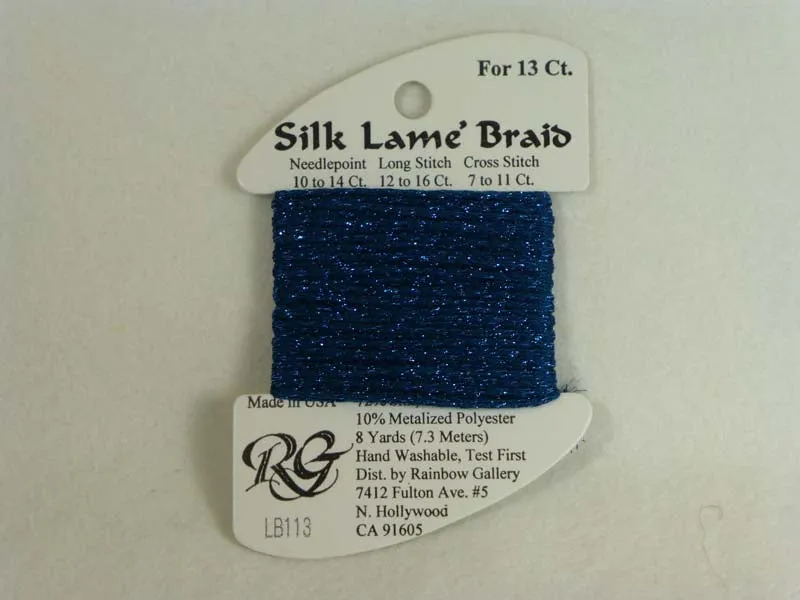 For 13 Ct.
Silk Lame' Braid
Needlepoint Long Stitch Cross Stitch
10 to 14 Ct. 12 to 16 Ct. 7 to 11 Ct.
Made in USA
10% Metalized Polyester
8 Yards (7.3 Meters)
Hand Washable, Test First
Dist. by Rainbow Gallery
7412 Fulton Ave. #5
N. Hollywood
CA 91605
RG
LB113